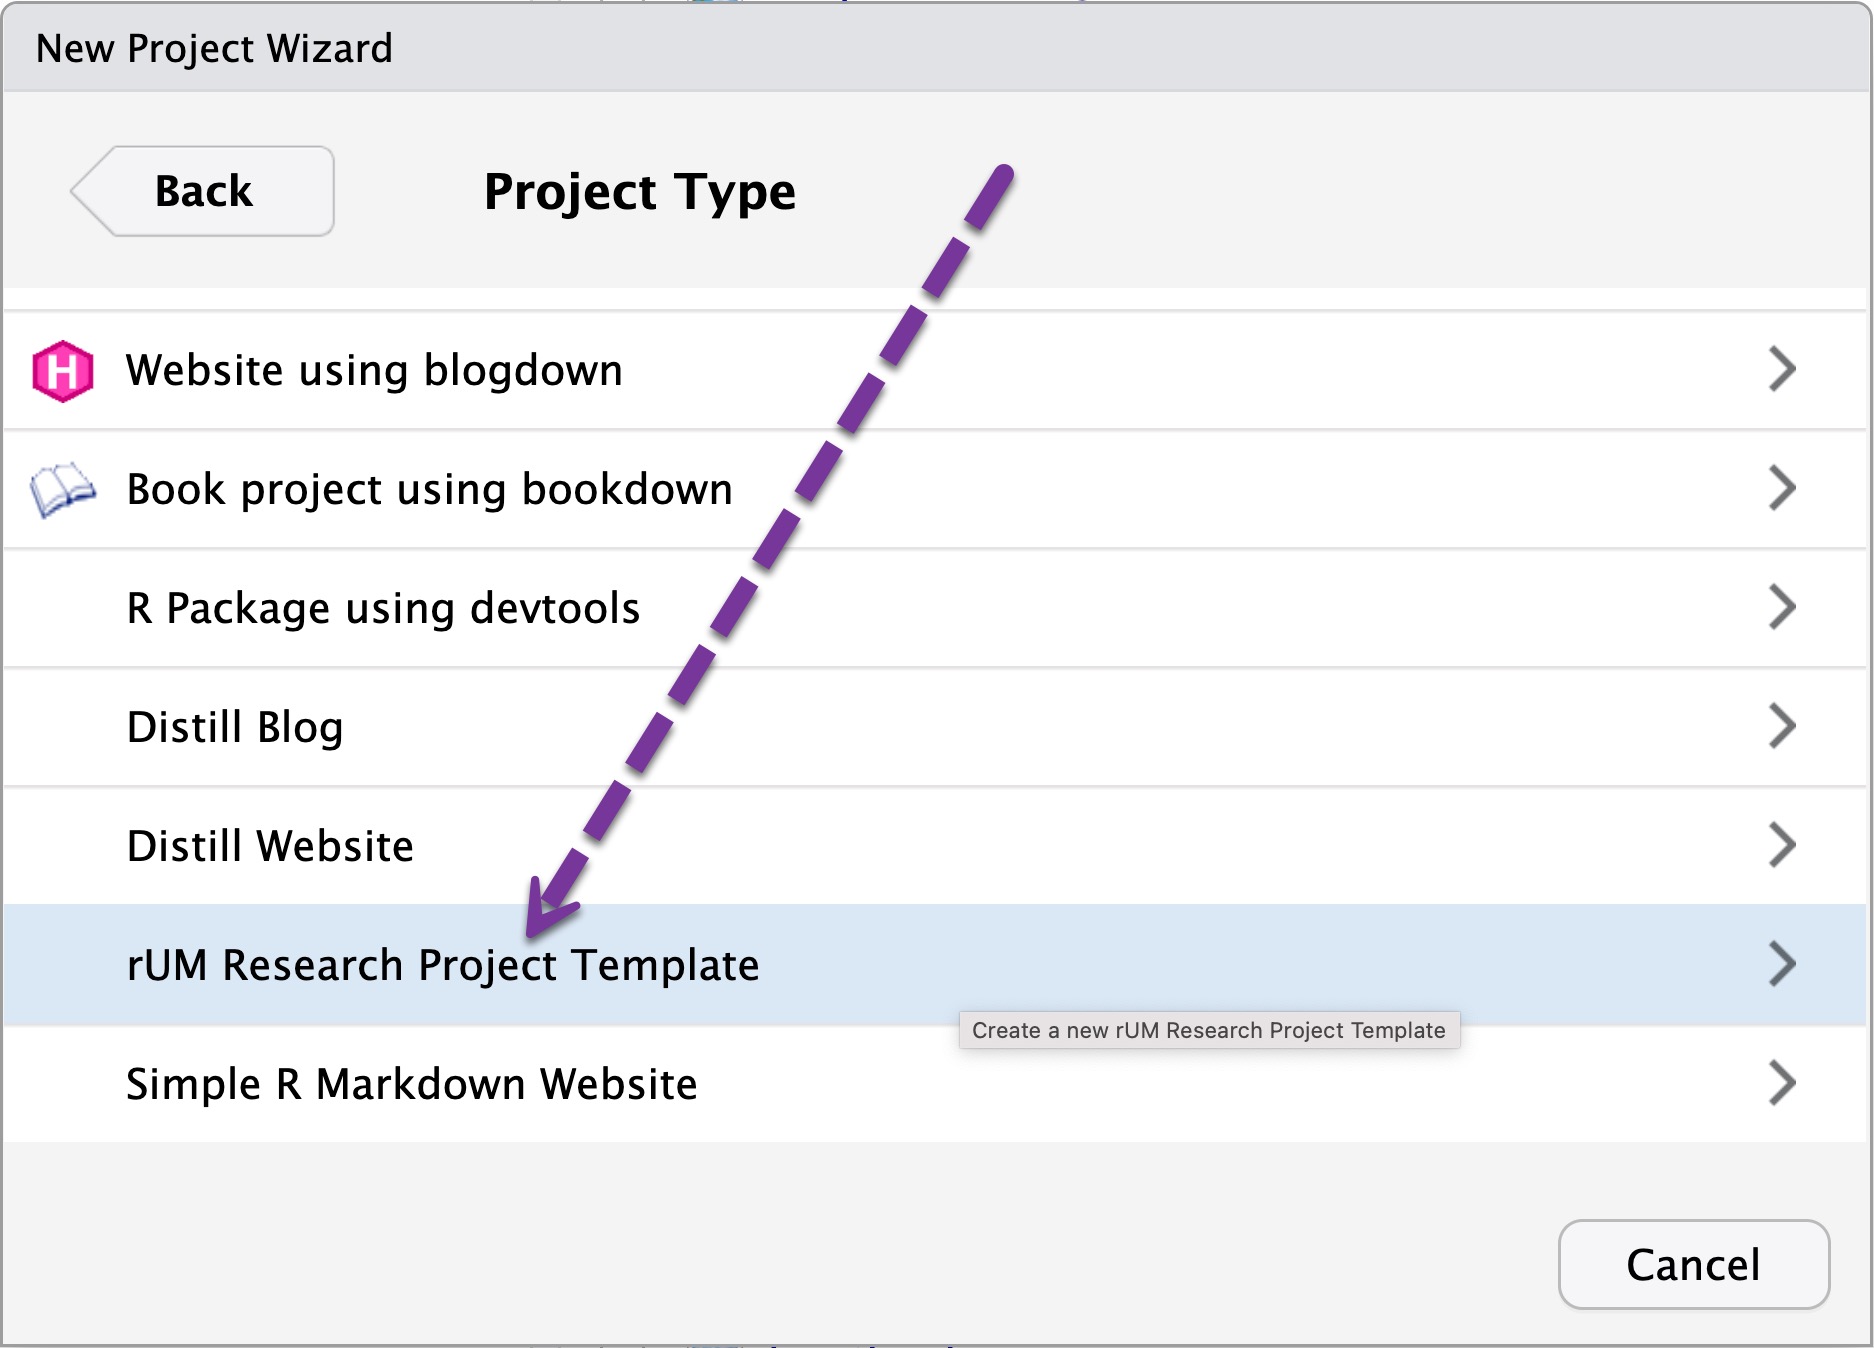 New Project Wizard
Back
Project Type
H
Website using blogdown
Book project using bookdown
R Package using devtools
Distill Blog
Distill Website
rUM Research Project Template
Create a new rUM Research Project Template
Simple R Markdown Website
Cancel